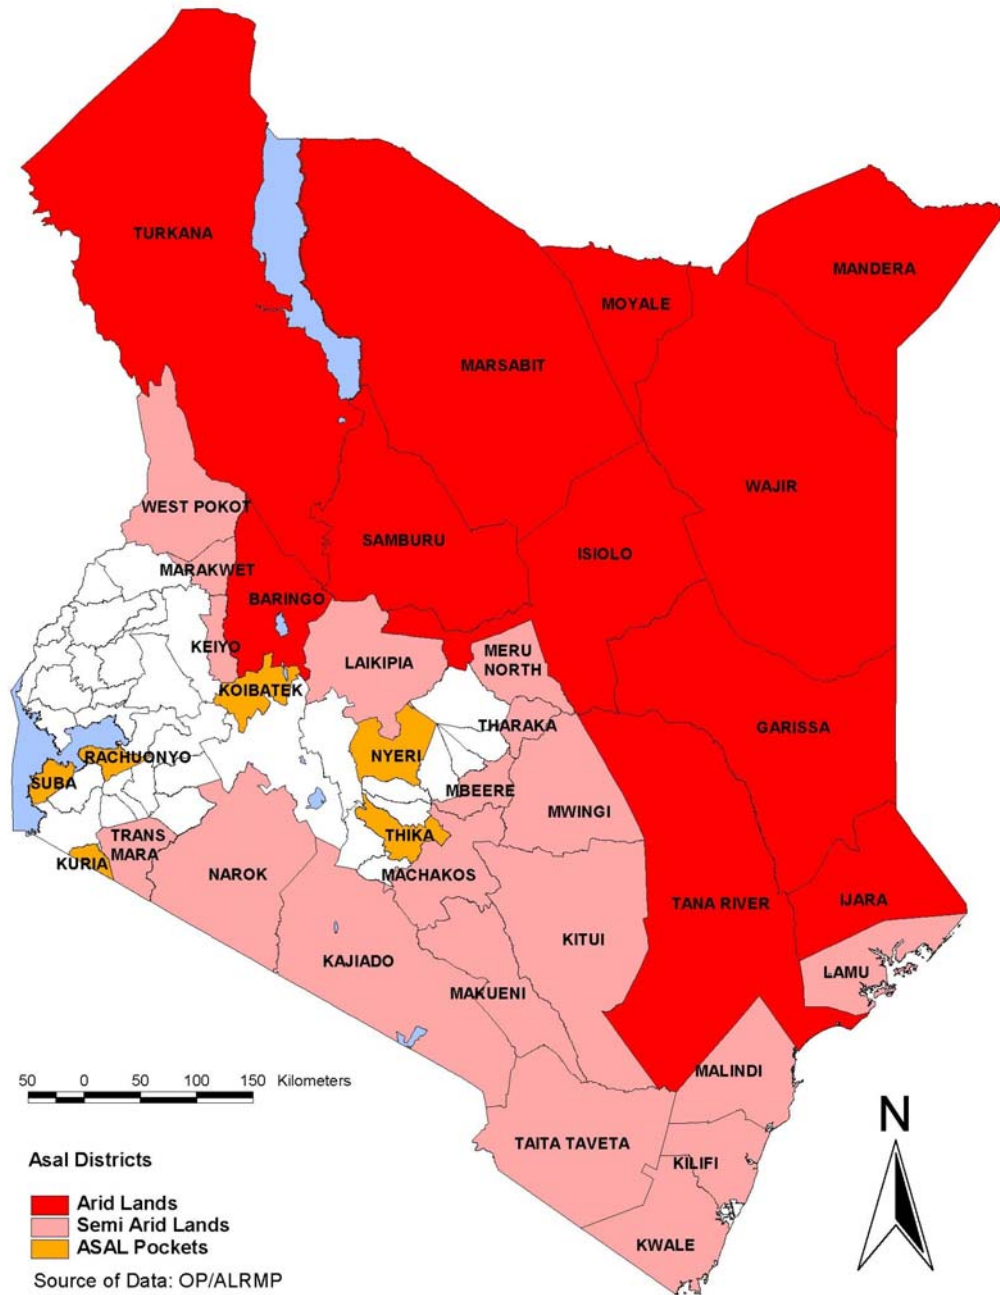 TURKANA
MANDERA
MOYALE
MARSABIT
WAJIR
WEST POKOT
SAMBURU
ISIOLO
MARAKWET
BARINGO
KEIYO
LAIKIPIA
MERU
NORTH
KOIBATEK
THARAKA
GARISSA
NYERI
RACHUONYO
SUBA
MBEERE
MWINGI
TRANS
MARA
THIKA
KURIA
NAROK
MACHAKOS
TANA RIVER
IJARA
KITUI
KAJIADO
LAMU
MAKUENI
MALINDI
50 0 50 100 150 Kilometers
N
TAITA TAVETA
KILIFI
KWALE
Asal Districts
Arid Lands
Semi Arid Lands
ASAL Pockets
Source of Data: OP/ALRMP